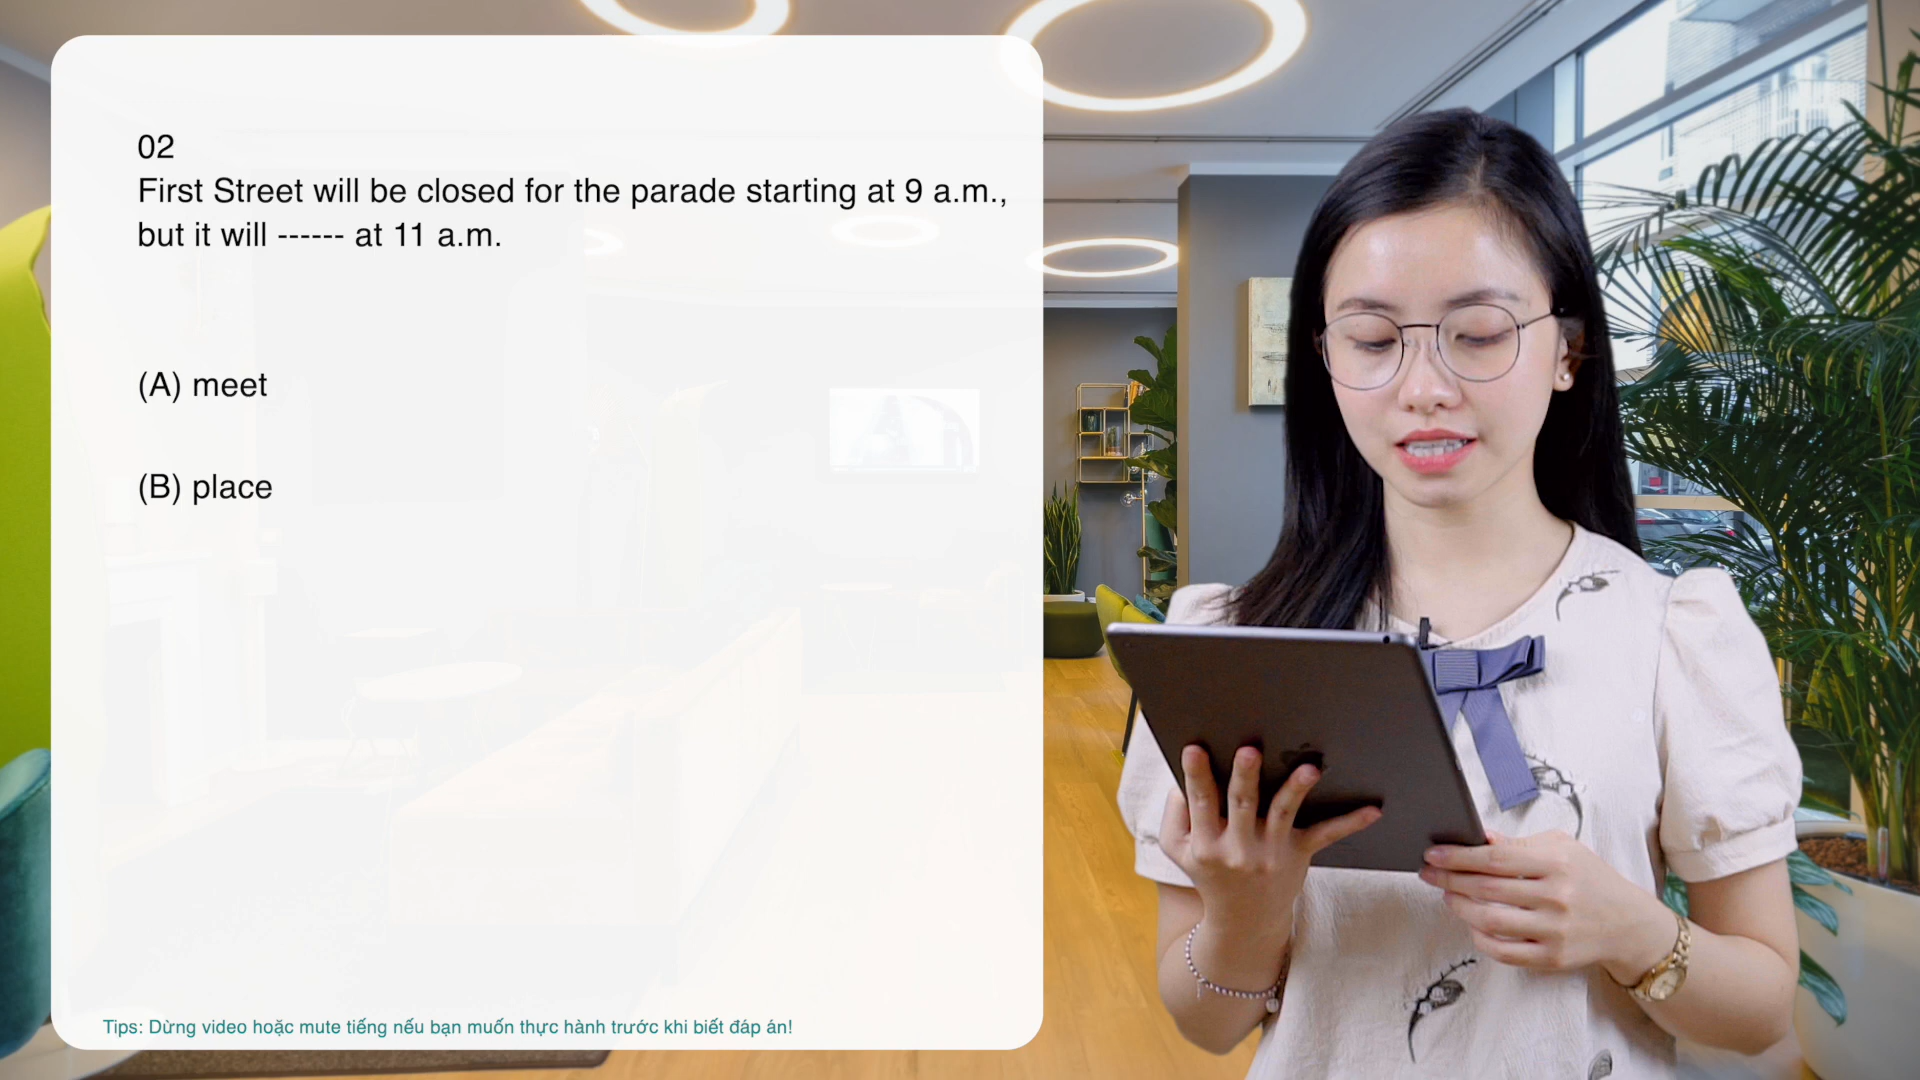 02
First Street will be closed for the parade starting at 9 a.m.,
but it will ------ at 11 a.m.
(A) meet
(B) place
Tips: Dừng video hoặc mute tiếng nếu bạn muốn thực hành trước khi biết đáp án!